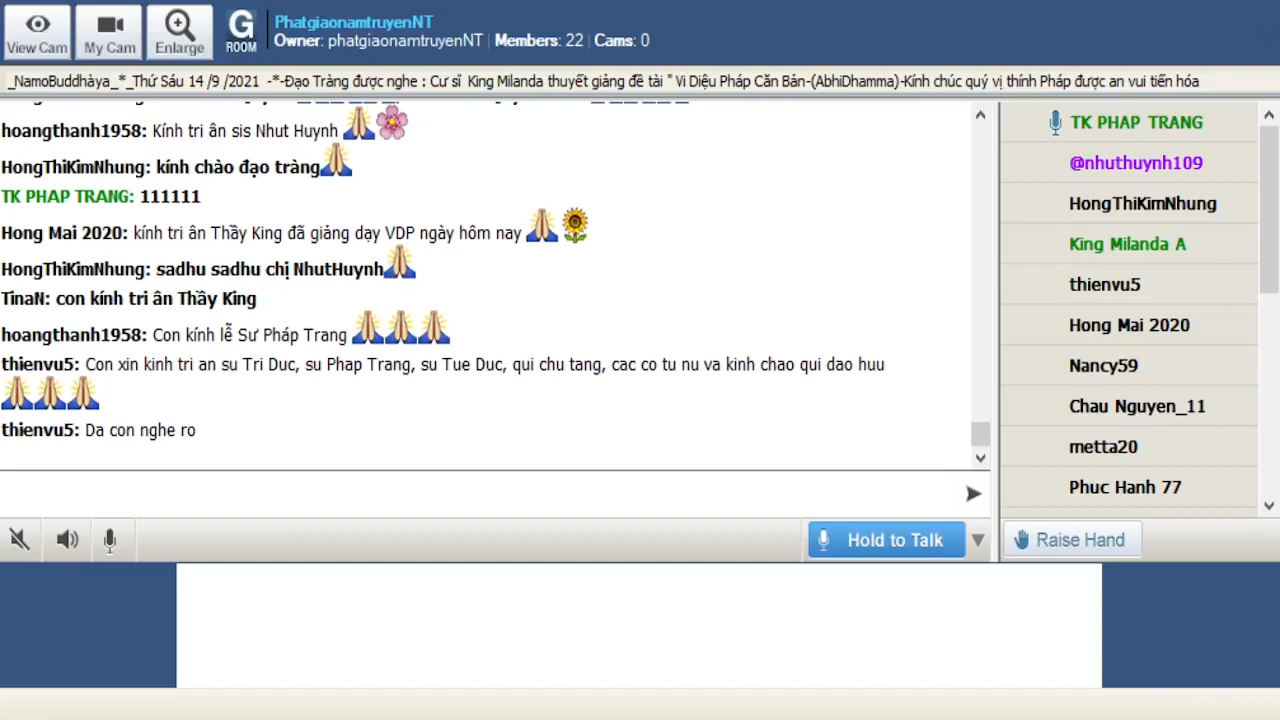 View Cam
My Cam
Enlarge
G
ROOM
PhatgiaonamtruyenNT
Owner: phatgiaonamtruyenNT | Members: 22 | Cams: 0
_NamoBuddhàya_*_Thứ Sáu 14 /9 /2021 -*-Đạo Tràng được nghe : Cư sĩ King Milanda thuyết giảng đề tài " Vi Diệu Pháp Căn Bản-(AbhiDhamma)-Kính chúc quý vị thính Pháp được an vui tiến hóa
hoangthanh1958: Kính tri ân sis Nhut Huynh
HongThiKimNhung: kính chào đạo tràng
TK PHAP TRANG: 111111
Hong Mai 2020: kính tri ân Thầy King đã giảng dạy VDP ngày hôm nay
HongThiKimNhung: sadhu sadhu chị NhutHuynh
TinaN: con kính tri ân Thầy King
hoangthanh1958: Con kính lễ Sư Pháp Trang
thienvu5: Con xin kinh tri an su Tri Duc, su Phap Trang, su Tue Duc, qui chu tang, cac co tu nu va kinh chao qui dao huu
thienvu5: Da con nghe ro
TK PHAP TRANG
@nhuthuynh109
HongThiKimNhung
King Milanda A
thienvu5
Hong Mai 2020
Nancy59
Chau Nguyen_11
metta20
Phuc Hanh 77
Hold to Talk
Raise Hand